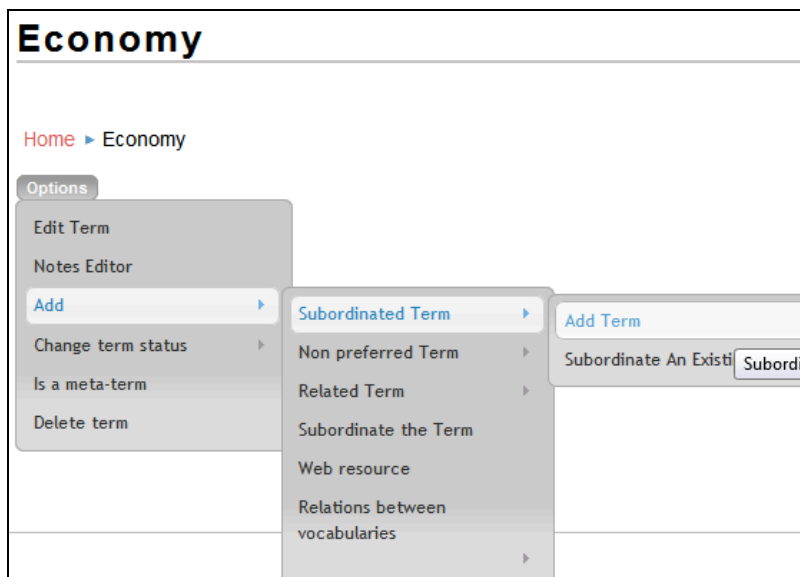 Economy
Home ▸ Economy
Options
Edit Term
Notes Editor
Add
Change term status
Is a meta-term
Delete term
Subordinated Term
Non preferred Term
Related Term
Subordinate the Term
Web resource
Relations between
vocabularies
Add Term
Subordinate An Existi
Subordi